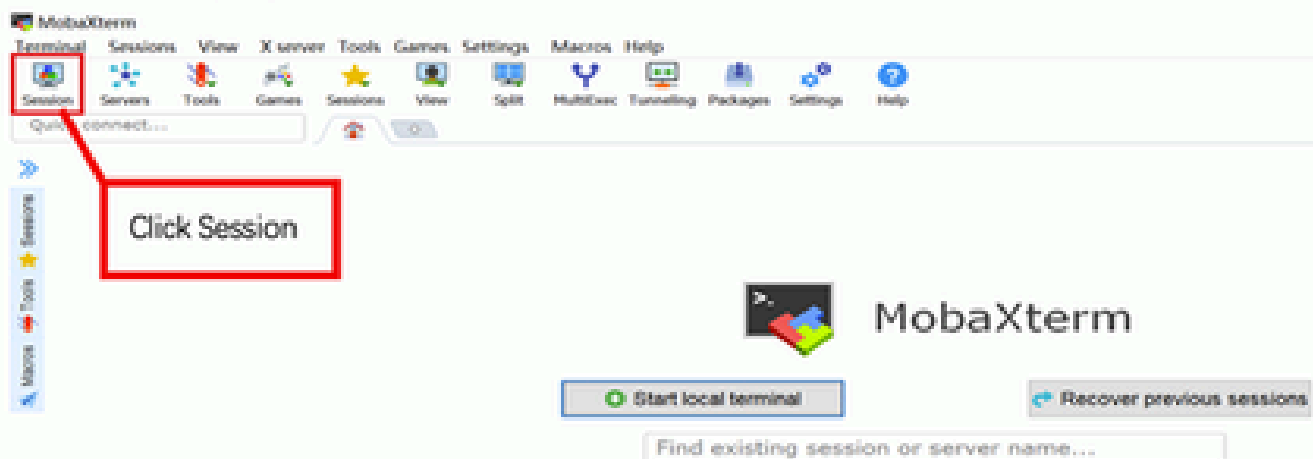 MobaXterm
Terminal Sessions View X server Tools Games Settings Macros Help
Session Servers Tools Games Sessions View Split MultiExec Tunneling Packages Settings Help
Quick connect...
Click Session
Sessions
Tools
Macros
MobaXterm
Start local terminal Recover previous sessions
Find existing session or server name...